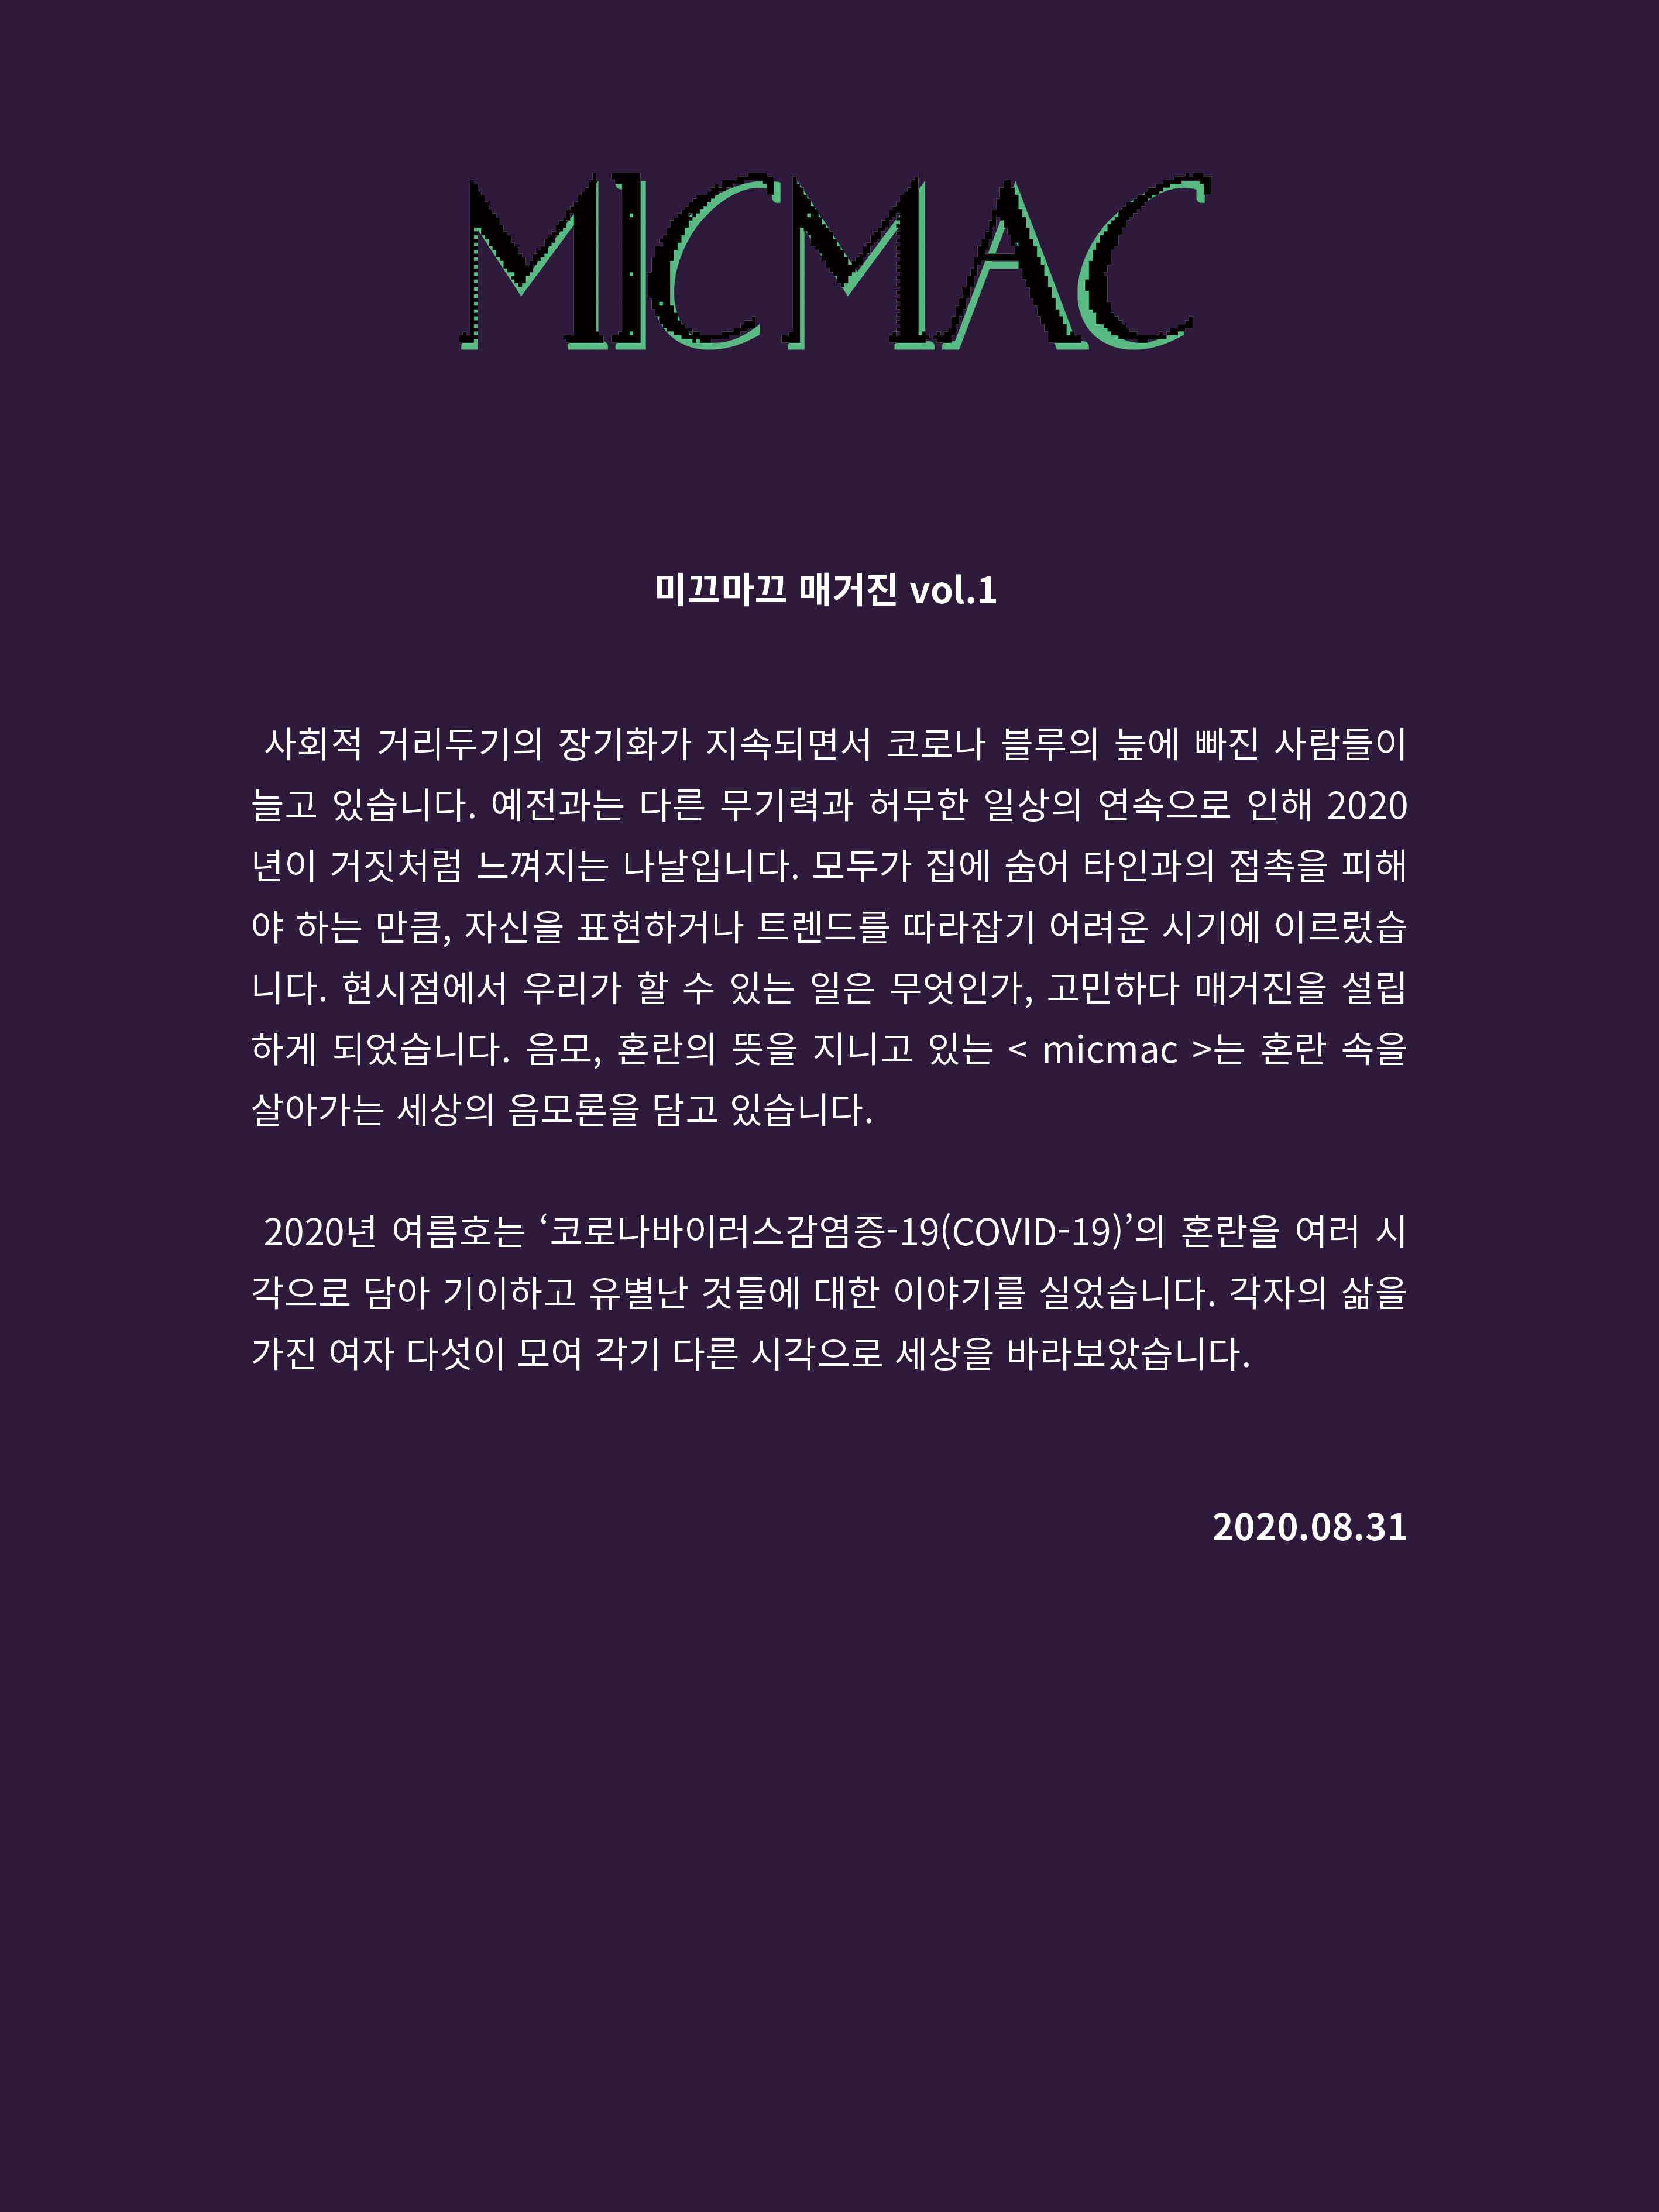 MICMAC
미끄마끄 매거진 vol.1
사회적 거리두기의 장기화가 지속되면서 코로나 블루의 늪에 빠진 사람들이
늘고 있습니다. 예전과는 다른 무기력과 허무한 일상의 연속으로 인해 2020
년이 거짓처럼 느껴지는 나날입니다. 모두가 집에 숨어 타인과의 접촉을 피해
야 하는 만큼, 자신을 표현하거나 트렌드를 따라잡기 어려운 시기에 이르렀습
니다. 현시점에서 우리가 할 수 있는 일은 무엇인가, 고민하다 매거진을 설립
하게 되었습니다. 음모, 혼란의 뜻을 지니고 있는 < micmac >는 혼란 속을
살아가는 세상의 음모론을 담고 있습니다.
2020년 여름호는 ‘코로나바이러스감염증-19(COVID-19)’의 혼란을 여러 시
각으로 담아 기이하고 유별난 것들에 대한 이야기를 실었습니다. 각자의 삶을
가진 여자 다섯이 모여 각기 다른 시각으로 세상을 바라보았습니다.
2020.08.31